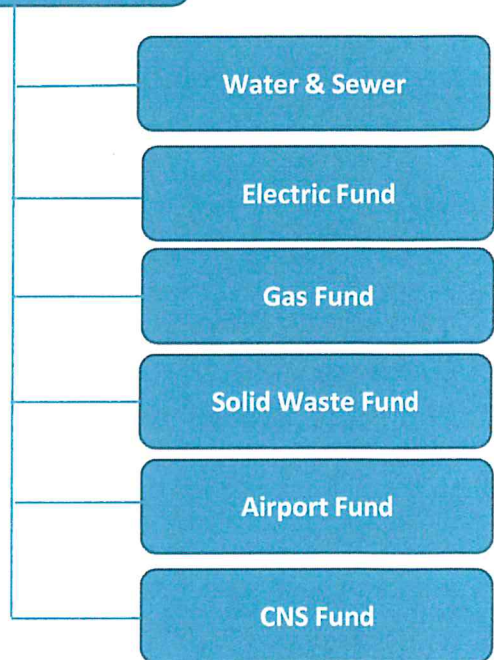 Water & Sewer
Electric Fund
Gas Fund
Solid Waste Fund
Airport Fund
CNS Fund